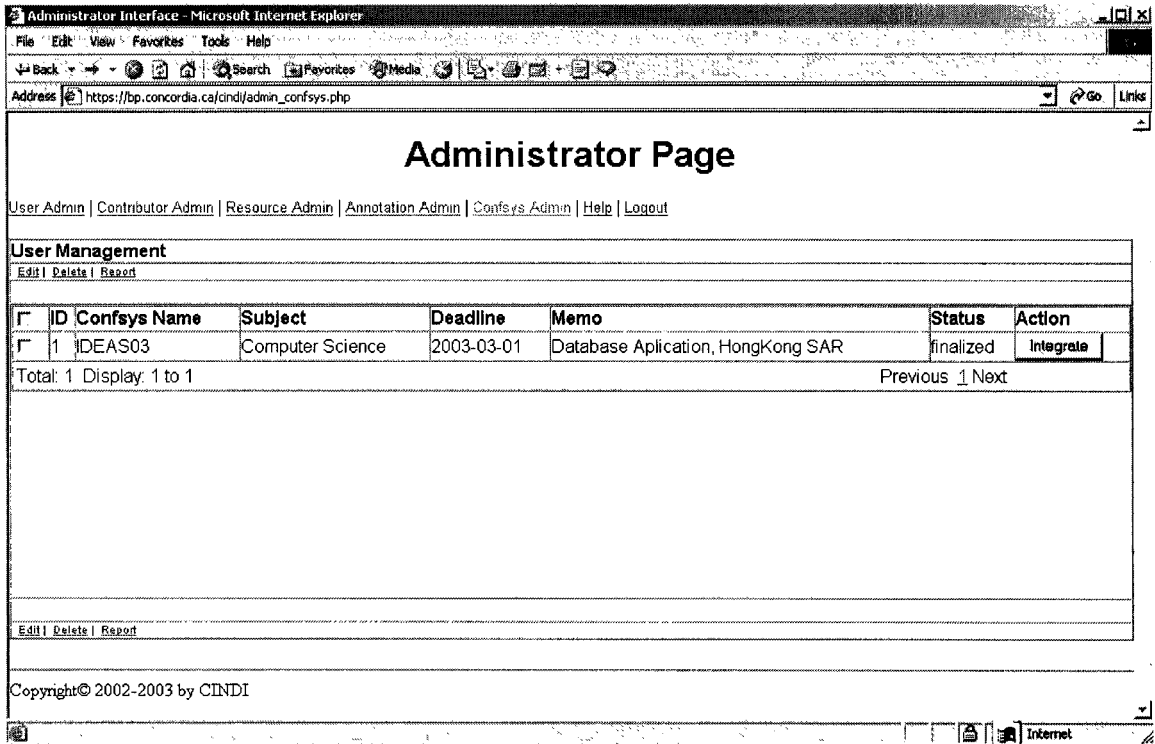 Administrator Interface - Microsoft Internet Explorer
File Edit View Favorites Tools Help
Back Search Favorites Media
Address https://bp.concordia.ca/cindi/admin_confsys.php Go Links
Administrator Page
User Admin | Contributor Admin | Resource Admin | Annotation Admin | Confsys Admin | Help | Logout
User Management
Edit | Delete | Report
ID Confsys Name Subject Deadline Memo Status Action
1 IDEAS03 Computer Science 2003-03-01 Database Aplication, HongKong SAR finalized Integrate
Total: 1 Display: 1 to 1 Previous 1 Next
Edit | Delete | Report
Copyright© 2002-2003 by CINDI
Internet